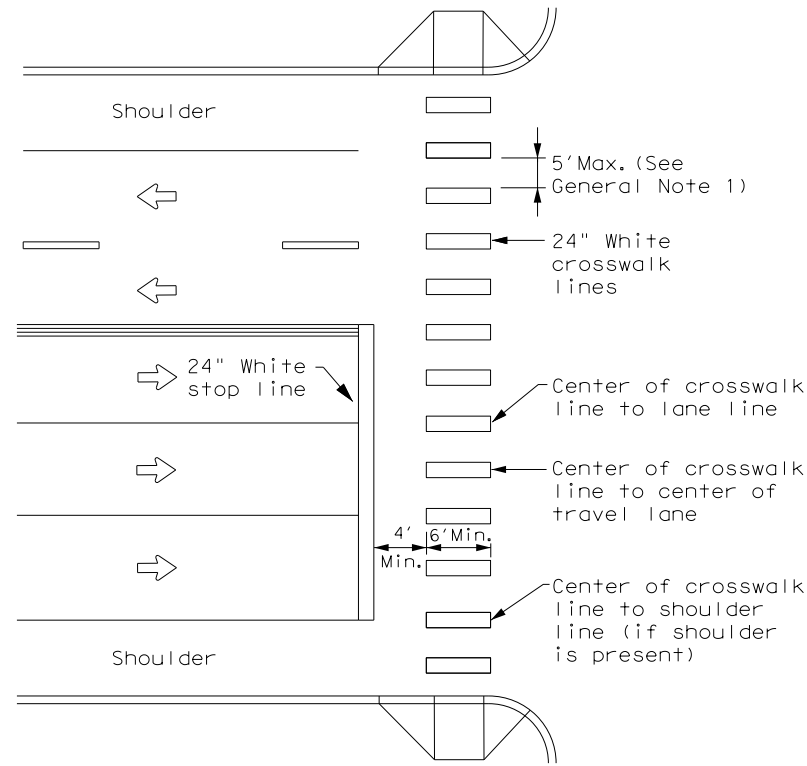 Shoulder
5'Max. (See
General Note 1)
24" White
crosswalk
lines
24" White
stop line
Center of crosswalk
line to lane line
Center of crosswalk
line to center of
travel lane
4'
Min.
6'Min.
Center of crosswalk
line to shoulder
line (if shoulder
is present)
Shoulder